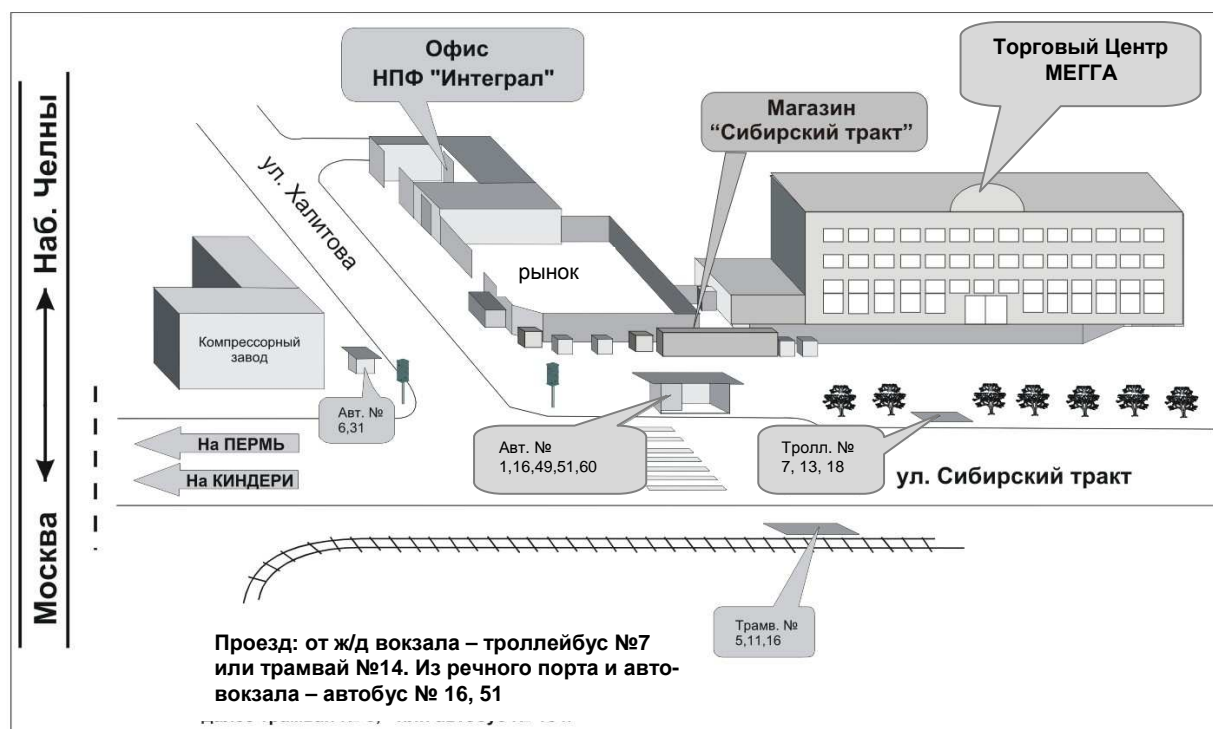 Офис
НПФ "Интеграл"
Торговый Центр
МЕГГА
Магазин
“Сибирский тракт”
Наб. Челны
Москва
ул. Халитова
рынок
Компрессорный
завод
Авт. №
6,31
Авт. №
1,16,49,51,60
Тролл. №
7, 13, 18
На ПЕРМЬ
На КИНДЕРИ
ул. Сибирский тракт
Трамв. №
5,11,16
Проезд: от ж/д вокзала – троллейбус №7
или трамвай №14. Из речного порта и авто-
вокзала – автобус № 16, 51